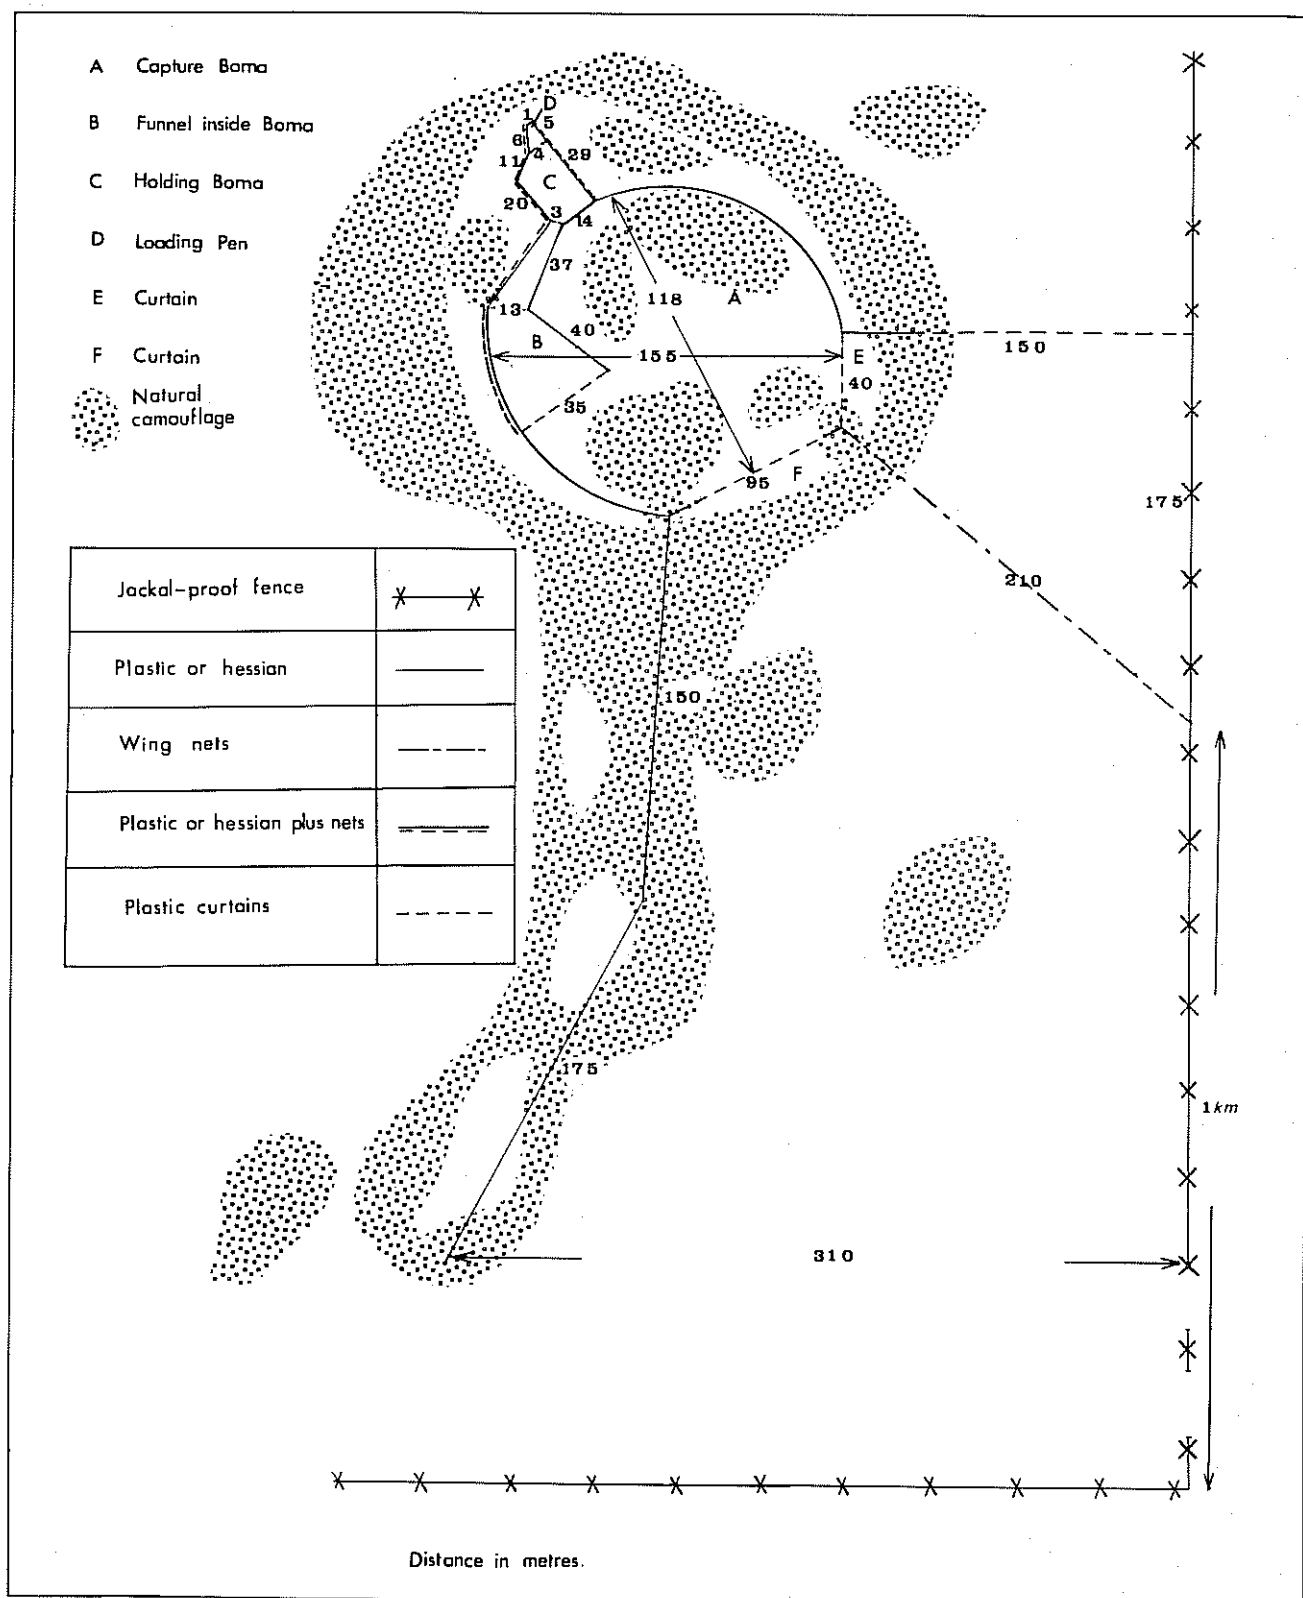 A Capture Boma
B Funnel inside Boma
C Holding Boma
D Loading Pen
E Curtain
F Curtain
Natural
camouflage
D
1
5
6
4
29
11
C
20
3
14
37
118
A
13
40
B
155
E
150
40
35
95
F
175
210
Jackal-proof fence
Plastic or hessian
150
Wing nets
Plastic or hessian plus nets
Plastic curtains
175
1km
310
Distance in metres.